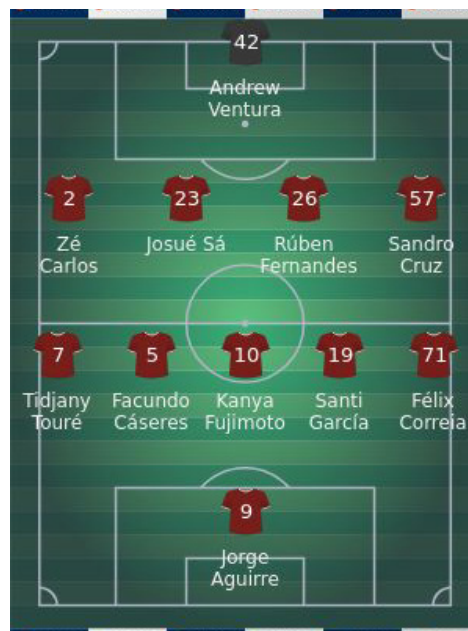 42
Andrew
Ventura
2 23 26 57
Zé Josué Sá Rúben Sandro
Carlos Fernandes Cruz
7 5 10 19 71
Tidjany Facundo Kanya Santi Félix
Touré Cáseres Fujimoto García Correia
9
Jorge
Aguirre